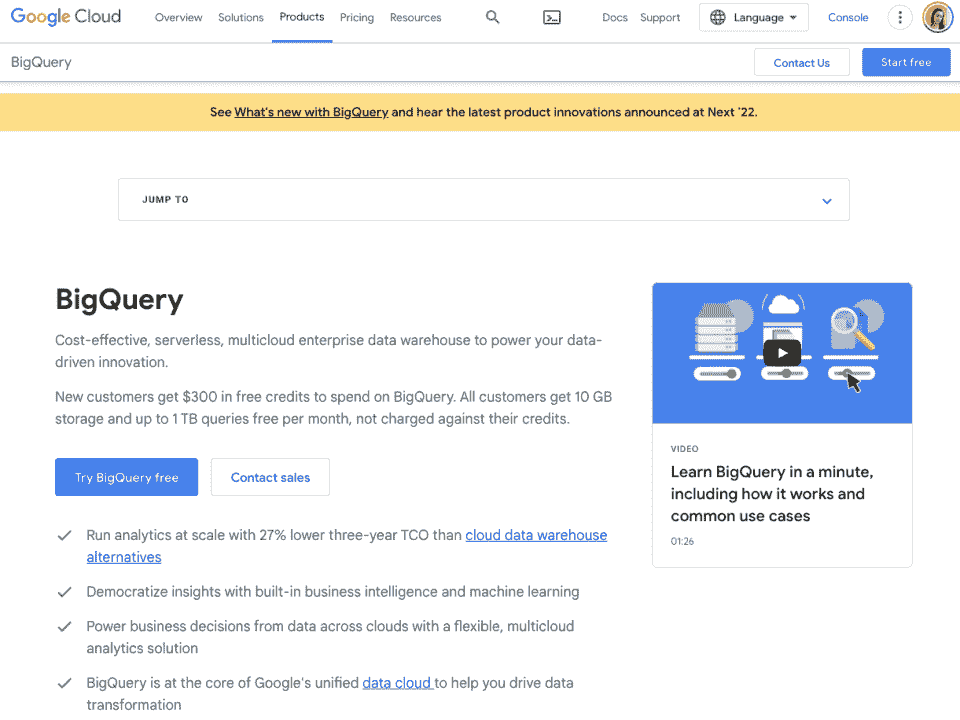 Google Cloud Overview Solutions Products Pricing Resources Docs Support Language Console
BigQuery Contact Us Start free
See What's new with BigQuery and hear the latest product innovations announced at Next '22.
JUMP TO
BigQuery
Cost-effective, serverless, multicloud enterprise data warehouse to power your data-
driven innovation.
New customers get $300 in free credits to spend on BigQuery. All customers get 10 GB
storage and up to 1 TB queries free per month, not charged against their credits.
Try BigQuery free Contact sales
Run analytics at scale with 27% lower three-year TCO than cloud data warehouse
alternatives
Democratize insights with built-in business intelligence and machine learning
Power business decisions from data across clouds with a flexible, multicloud
analytics solution
BigQuery is at the core of Google's unified data cloud to help you drive data
transformation
VIDEO
Learn BigQuery in a minute,
including how it works and
common use cases
01:26